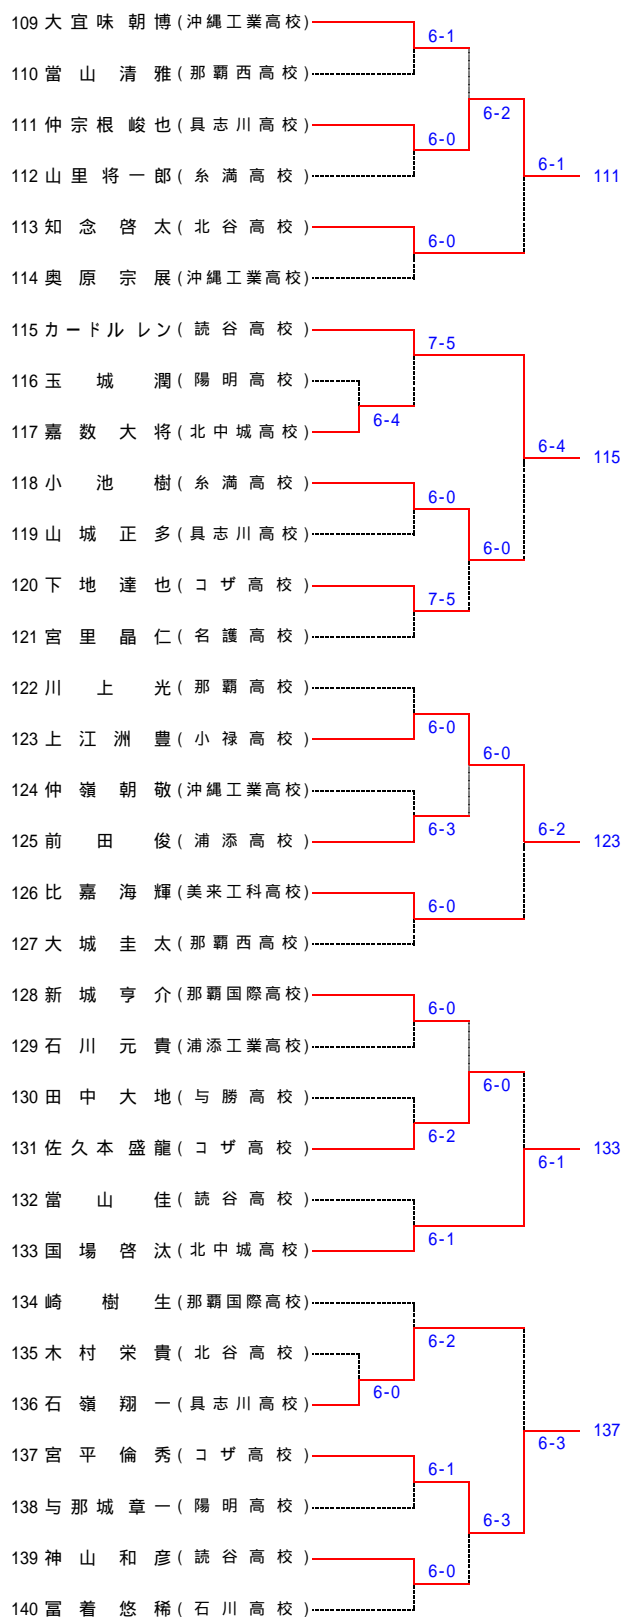 109 大宜味 朝博 (沖縄工業高校)
6-1
110 當山 清雅 (那覇西高校)
6-2
111 仲宗根 峻也 (具志川高校)
6-0
6-1 111
112 山里 将一郎 (糸満高校)
113 知念 啓太 (北谷高校)
6-0
114 奥原 宗展 (沖縄工業高校)
115 カードル レン (読谷高校)
7-5
116 玉城 潤 (陽明高校)
6-4
117 嘉数 大将 (北中城高校)
6-4 115
118 小池 樹 (糸満高校)
6-0
119 山城 正多 (具志川高校)
6-0
120 下地 達也 (コザ高校)
7-5
121 宮里 晶仁 (名護高校)
122 川上 光 (那覇高校)
6-0
123 上江洲 豊 (小禄高校)
6-0
124 仲嶺 朝敬 (沖縄工業高校)
6-3
125 前田 俊 (浦添高校)
6-2 123
126 比嘉 海輝 (美来工科高校)
6-0
127 大城 圭太 (那覇西高校)
128 新城 亨介 (那覇国際高校)
6-0
129 石川 元貴 (浦添工業高校)
6-0
130 田中 大地 (与勝高校)
6-2
131 佐久本 盛龍 (コザ高校)
6-1 133
132 當山 佳 (読谷高校)
6-1
133 国場 啓汰 (北中城高校)
134 崎 樹生 (那覇国際高校)
6-2
135 木村 栄貴 (北谷高校)
6-0
136 石嶺 翔一 (具志川高校)
6-3 137
137 宮平 倫秀 (コザ高校)
6-1
138 与那城 章一 (陽明高校)
6-3
139 神山 和彦 (読谷高校)
6-0
140 冨着 悠稀 (石川高校)